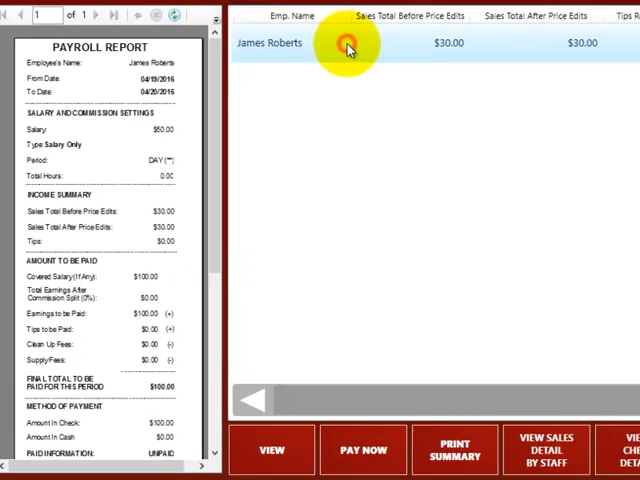 1 of 1
PAYROLL REPORT
Employee's Name: James Roberts
From Date: 04/19/2016
To Date: 04/20/2016
SALARY AND COMMISSION SETTINGS
Salary: $50.00
Type: Salary Only
Period: DAY (**)
Total Hours: 0.00
INCOME SUMMARY
Sales Total Before Price Edits: $30.00
Sales Total After Price Edits: $30.00
Tips: $0.00
AMOUNT TO BE PAID
Covered Salary (If Any): $100.00
Total Earnings After
Commission Split (0%): $0.00
Earnings to be Paid: $100.00 (+)
Tips to be Paid: $0.00 (+)
Clean Up Fees: $0.00 (-)
Supply Fees: $0.00 (-)
FINAL TOTAL TO BE
PAID FOR THIS PERIOD $100.00
METHOD OF PAYMENT
Amount In Check: $100.00
Amount In Cash $0.00
PAID INFORMATION: UNPAID
Emp. Name Sales Total Before Price Edits Sales Total After Price Edits Tips R
James Roberts $30.00 $30.00
VIEW
PAY NOW
PRINT
SUMMARY
VIEW SALES
DETAIL
BY STAFF
VIE
CHE
DETA